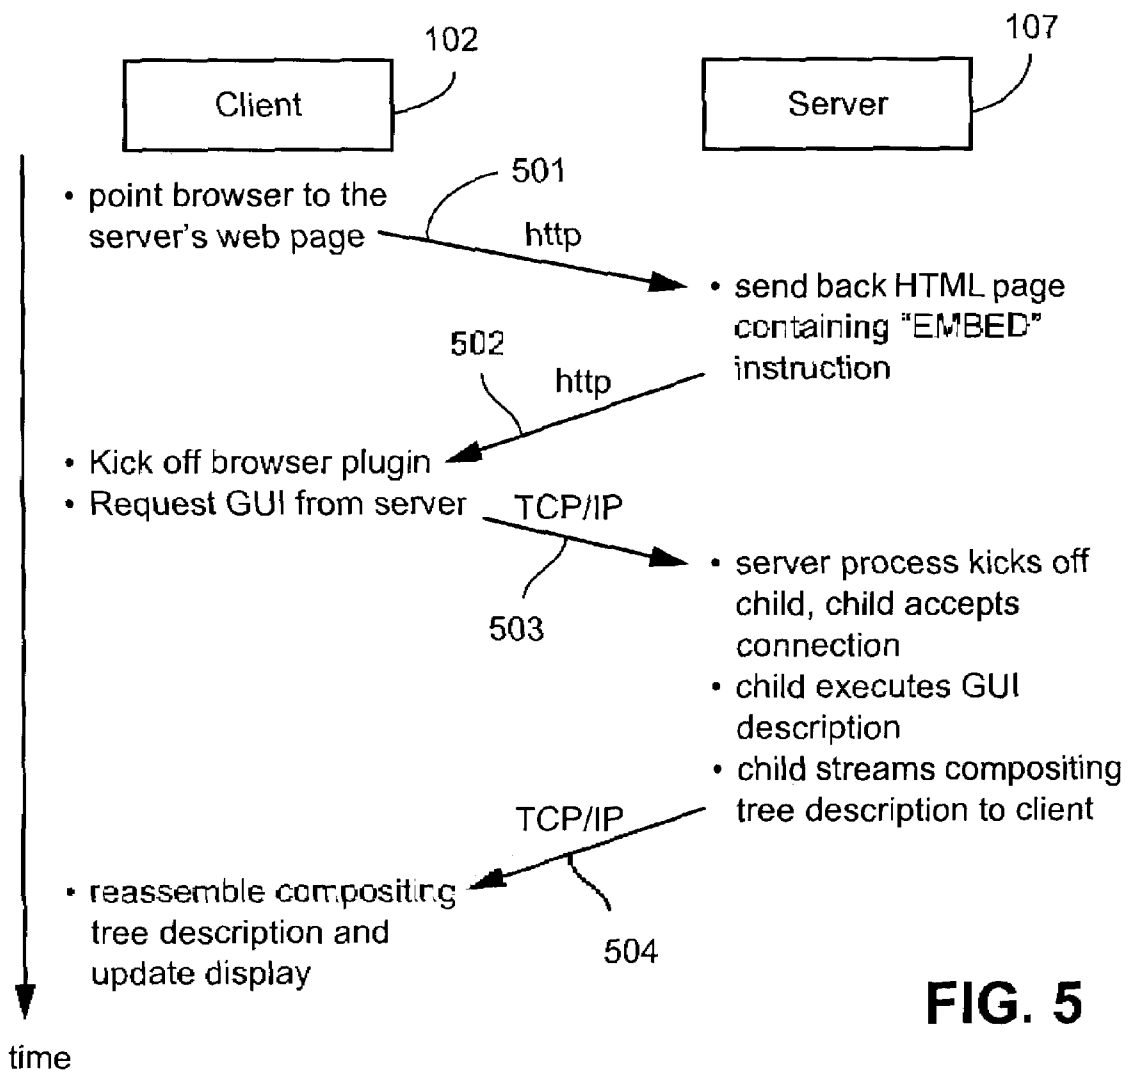 102
107
Client
Server
501
• point browser to the
server's web page
http
• send back HTML page
containing "EMBED"
instruction
502
http
• Kick off browser plugin
• Request GUI from server
TCP/IP
503
• server process kicks off
child, child accepts
connection
• child executes GUI
description
• child streams compositing
tree description to client
TCP/IP
504
• reassemble compositing
tree description and
update display
FIG. 5
time